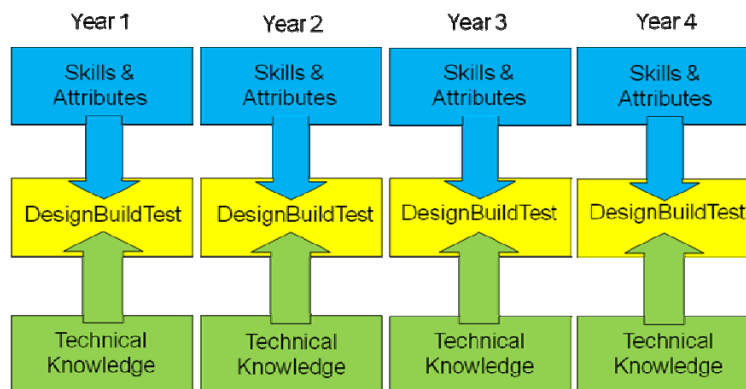 Year 1 Year 2 Year 3 Year 4
Skills & Attributes Skills & Attributes Skills & Attributes Skills & Attributes
DesignBuildTest DesignBuildTest DesignBuildTest DesignBuildTest
Technical Knowledge Technical Knowledge Technical Knowledge Technical Knowledge